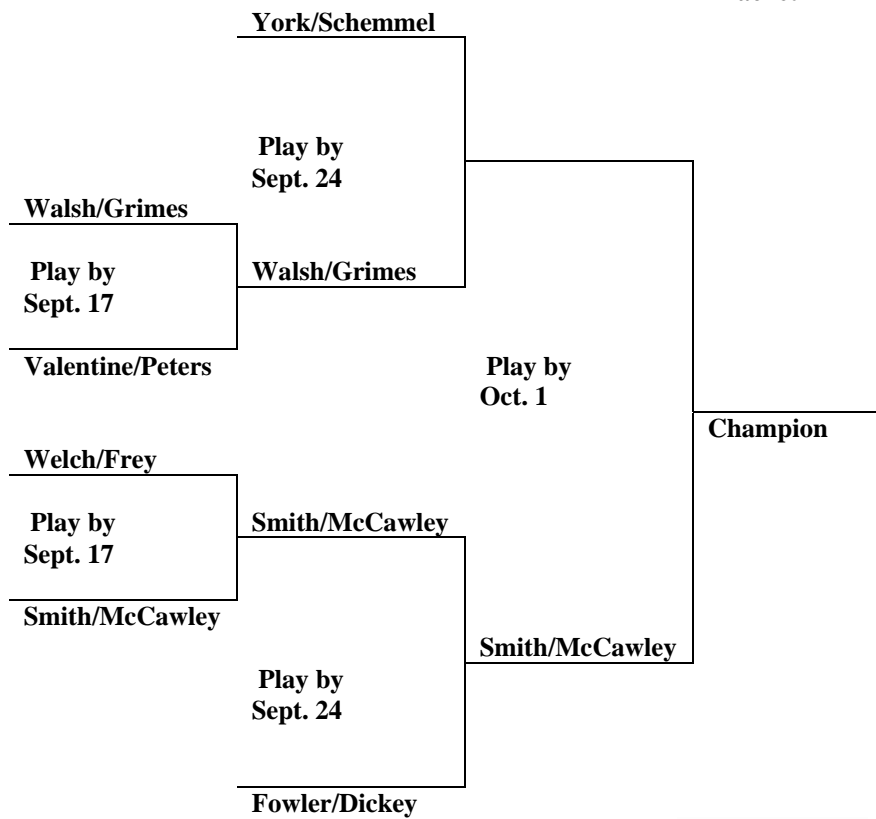 York/Schemmel
Play by
Sept. 24
Walsh/Grimes
Play by
Sept. 17
Walsh/Grimes
Valentine/Peters
Play by
Oct. 1
Champion
Welch/Frey
Play by
Sept. 17
Smith/McCawley
Smith/McCawley
Smith/McCawley
Play by
Sept. 24
Fowler/Dickey